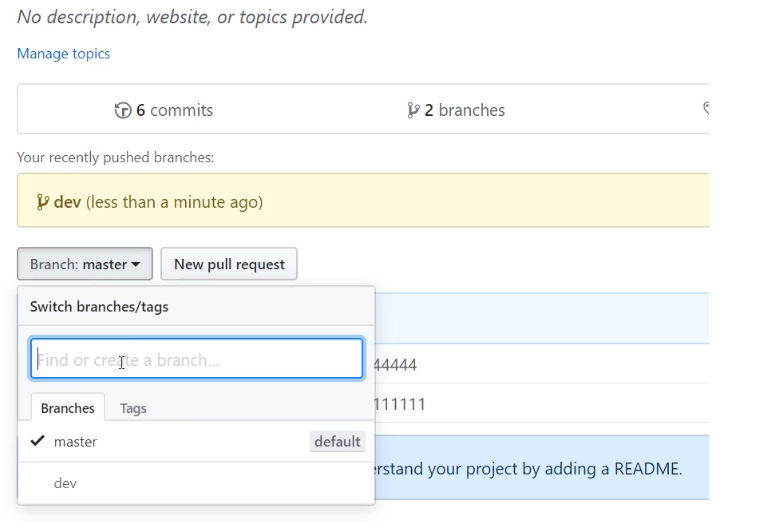 No description, website, or topics provided.
Manage topics
6 commits 2 branches
Your recently pushed branches:
dev (less than a minute ago)
Branch: master New pull request
Switch branches/tags
Find or create a branch...
44444
Branches Tags
111111
master default
erstand your project by adding a README.
dev